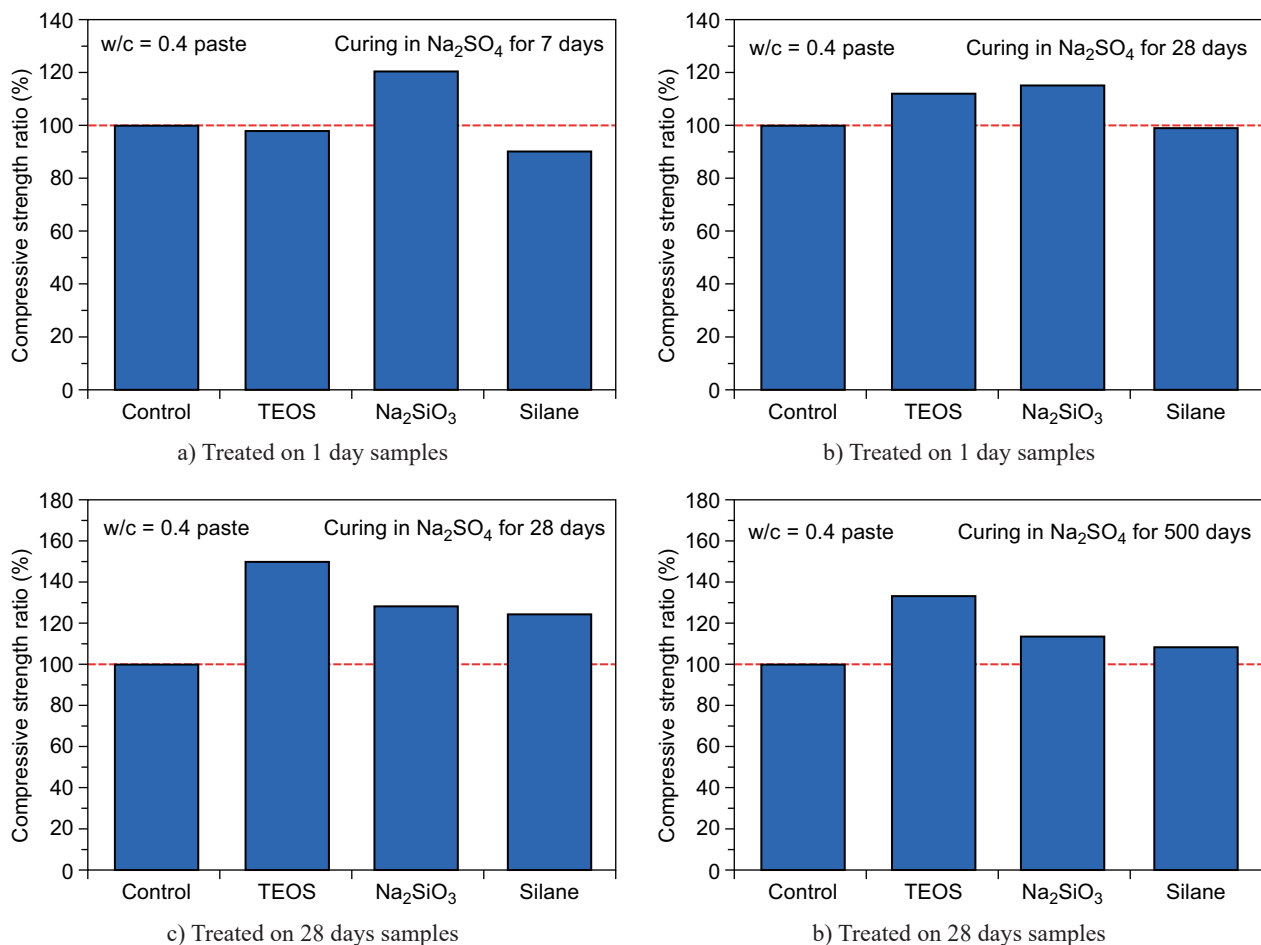 w/c = 0.4 paste
Curing in Na₂SO₄ for 7 days
Compressive strength ratio (%)
140
120
100
80
60
40
20
0
Control
TEOS
Na₂SiO₃
Silane
a) Treated on 1 day samples
w/c = 0.4 paste
Curing in Na₂SO₄ for 28 days
Compressive strength ratio (%)
140
120
100
80
60
40
20
0
Control
TEOS
Na₂SiO₃
Silane
b) Treated on 1 day samples
w/c = 0.4 paste
Curing in Na₂SO₄ for 28 days
Compressive strength ratio (%)
180
160
140
120
100
80
60
40
20
0
Control
TEOS
Na₂SiO₃
Silane
c) Treated on 28 days samples
w/c = 0.4 paste
Curing in Na₂SO₄ for 500 days
Compressive strength ratio (%)
180
160
140
120
100
80
60
40
20
0
Control
TEOS
Na₂SiO₃
Silane
b) Treated on 28 days samples